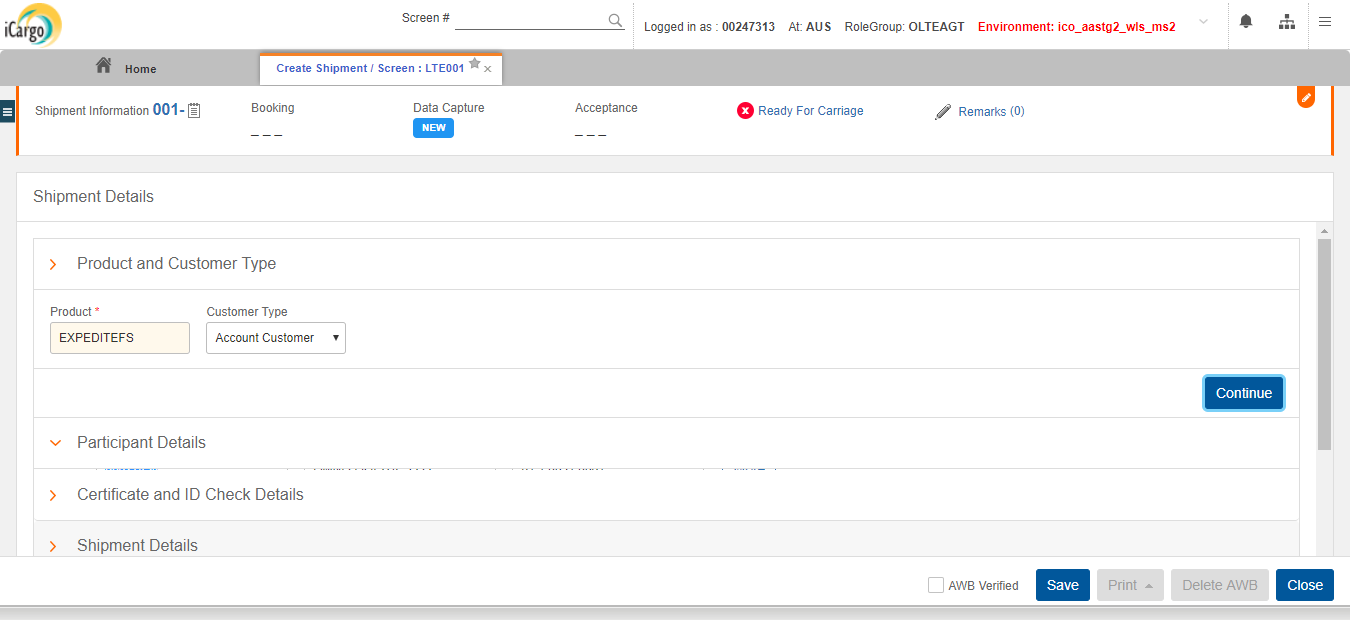 iCargo
Screen #
Logged in as : 00247313 At: AUS RoleGroup: OLTEAGT Environment: ico_aastg2_wls_ms2
Home
Create Shipment / Screen : LTE001
Shipment Information 001-
Booking
Data Capture
Acceptance
Ready For Carriage
Remarks (0)
_ _ _
NEW
_ _ _
Shipment Details
Product and Customer Type
Product *
Customer Type
EXPEDITEFS
Account Customer
Continue
Participant Details
Certificate and ID Check Details
Shipment Details
AWB Verified
Save
Print
Delete AWB
Close